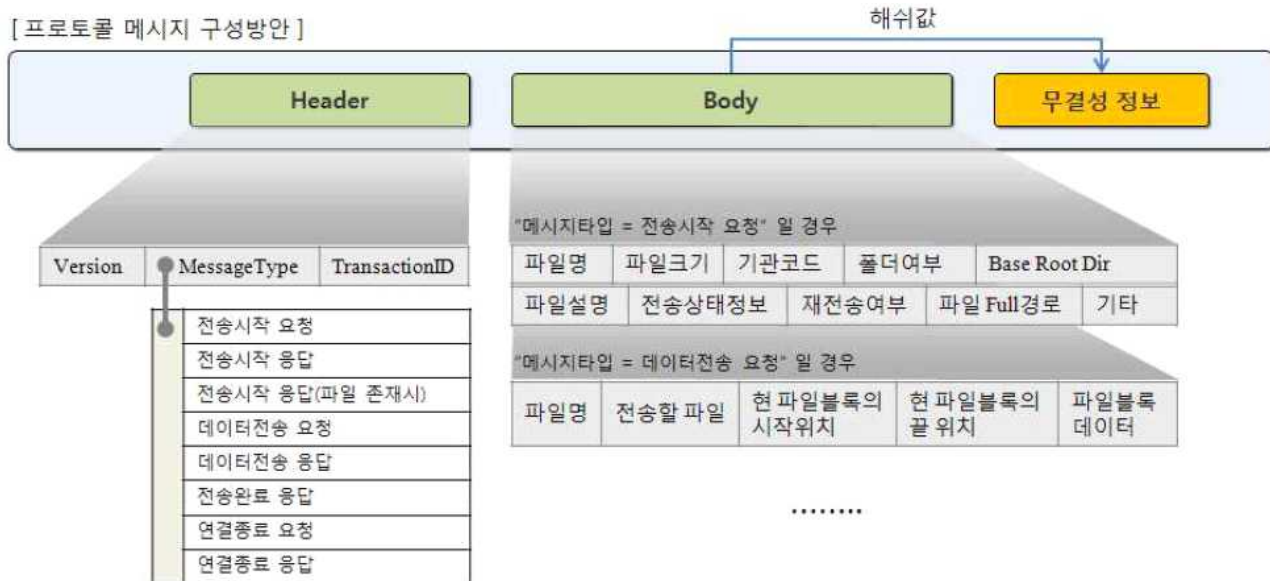 [ 프로토콜 메시지 구성방안 ]
해쉬값
Header
Body
무결성 정보
Version
MessageType
TransactionID
전송시작 요청
전송시작 응답
전송시작 응답(파일 존재시)
데이터전송 요청
데이터전송 응답
전송완료 응답
연결종료 요청
연결종료 응답
"메시지타입 = 전송시작 요청" 일 경우
파일명
파일크기
기관코드
폴더여부
Base Root Dir
파일설명
전송상태정보
재전송여부
파일 Full경로
기타
"메시지타입 = 데이터전송 요청" 일 경우
파일명
전송할 파일
현 파일블록의
시작위치
현 파일블록의
끝 위치
파일블록
데이터
........